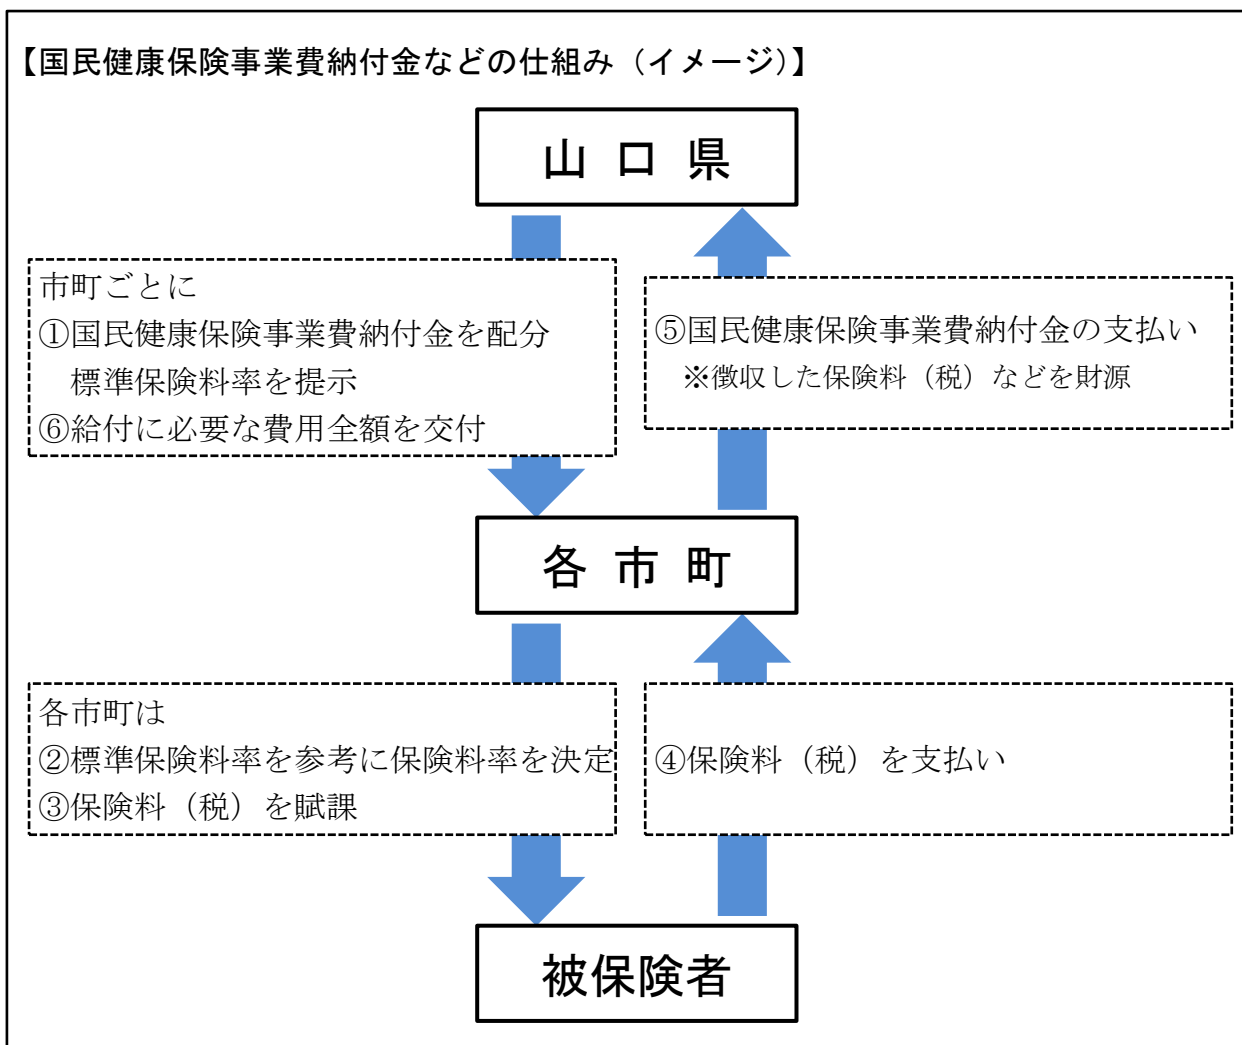 【国民健康保険事業費納付金などの仕組み（イメージ）】
山口県
市町ごとに
①国民健康保険事業費納付金を配分
標準保険料率を提示
⑥給付に必要な費用全額を交付
⑤国民健康保険事業費納付金の支払い
※徴収した保険料（税）などを財源
各市町
各市町は
②標準保険料率を参考に保険料率を決定
③保険料（税）を賦課
④保険料（税）を支払い
被保険者